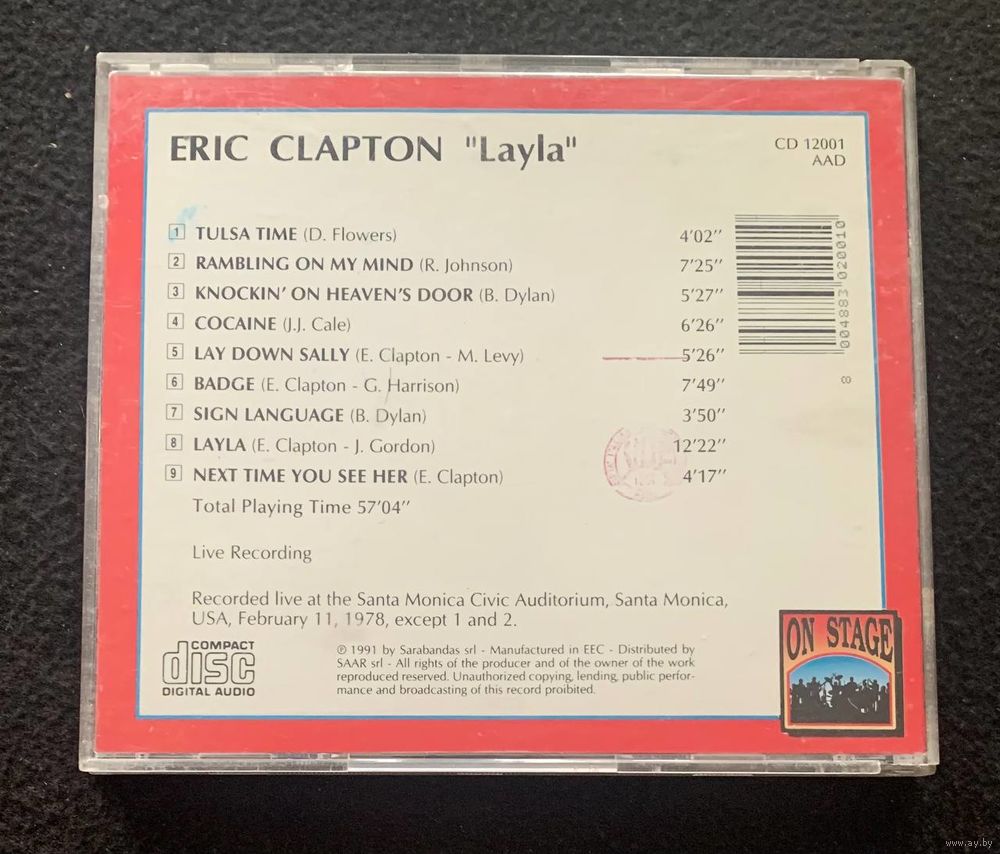 ERIC CLAPTON "Layla"
CD 12001
AAD
1 TULSA TIME (D. Flowers) 4'02''
2 RAMBLING ON MY MIND (R. Johnson) 7'25''
3 KNOCKIN' ON HEAVEN'S DOOR (B. Dylan) 5'27''
4 COCAINE (J.J. Cale) 6'26''
5 LAY DOWN SALLY (E. Clapton - M. Levy) 5'26''
6 BADGE (E. Clapton - G. Harrison) 7'49''
7 SIGN LANGUAGE (B. Dylan) 3'50''
8 LAYLA (E. Clapton - J. Gordon) 12'22''
9 NEXT TIME YOU SEE HER (E. Clapton) 4'17''
Total Playing Time 57'04''
004883 020010
8
Live Recording
Recorded live at the Santa Monica Civic Auditorium, Santa Monica,
USA, February 11, 1978, except 1 and 2.
COMPACT
disc
DIGITAL AUDIO
℗ 1991 by Sarabandas srl - Manufactured in EEC - Distributed by
SAAR srl - All rights of the producer and of the owner of the work
reproduced reserved. Unauthorized copying, lending, public perfor-
mance and broadcasting of this record proibited.
ON STAGE
www.ay.by